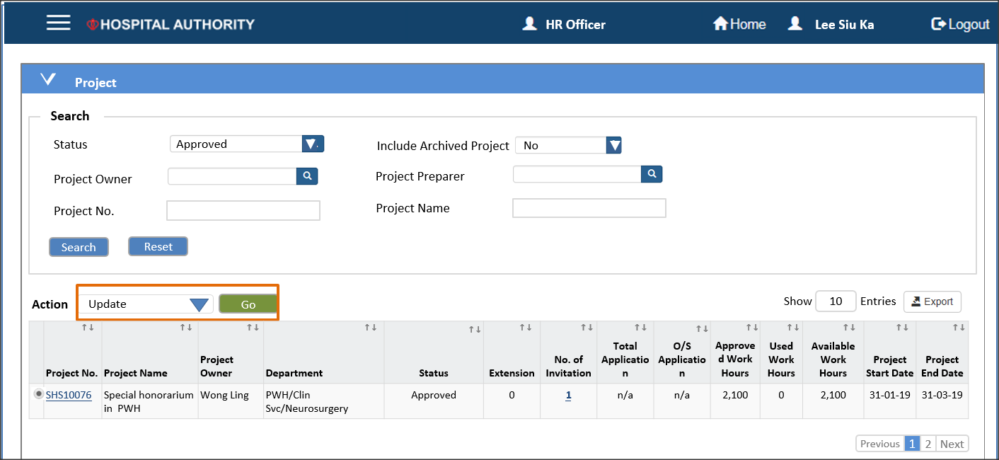 HOSPITAL AUTHORITY HR Officer Home Lee Siu Ka Logout
Project
Search
Status Approved Include Archived Project No
Project Owner Project Preparer
Project No. Project Name
Search Reset
Action Update Go Show 10 Entries Export
Project No. Project Name Project Owner Department Status Extension No. of Invitation Total Applicatio n O/S Applicatio n Approve d Work Hours Used Work Hours Available Work Hours Project Start Date Project End Date
SHS10076 Special honorarium Wong Ling PWH/Clin Approved 0 1 n/a n/a 2,100 0 2,100 31-01-19 31-03-19
in PWH Svc/Neurosurgery
Previous 1 2 Next